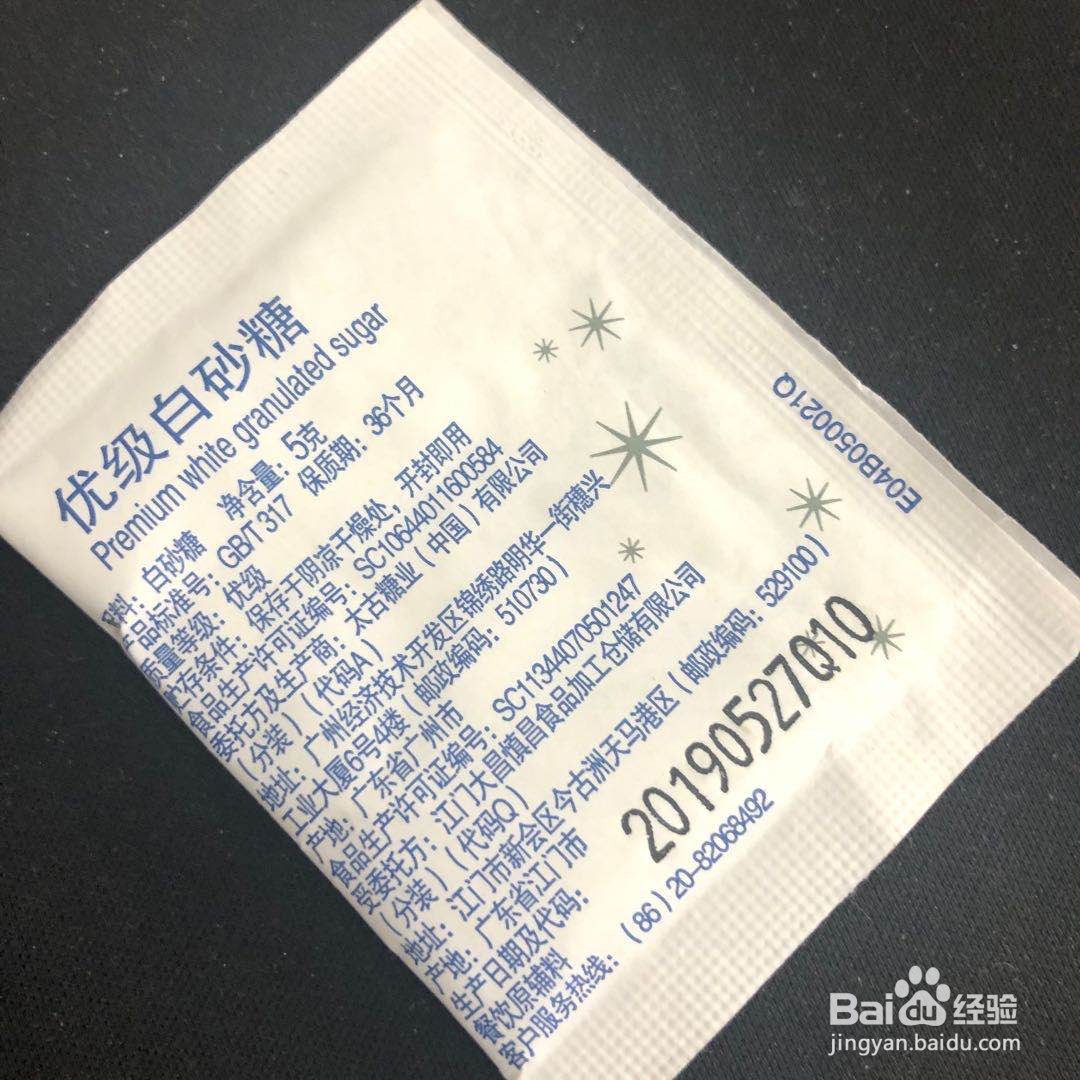 优级白砂糖
Premium white granulated sugar
净含量：5克
配料：白砂糖
产品标准号：GB/T 317 保质期：36个月
质量等级：优级
贮存条件：保存于阴凉干燥处，开封即用
食品生产许可证编号：SC10644011600584
委托方及生产商：太古糖业（中国）有限公司
（分装）（代码A）
地址：广州经济技术开发区锦绣路明华一街穗兴
工业大厦6号4楼（邮政编码：510730）
产地：广东省广州市
食品生产许可证编号：SC11344070501247
受委托方：江门大昌慎昌食品加工仓储有限公司
（分装）（代码Q）
地址：江门市新会区今古洲天马港区（邮政编码：529100）
产地：广东省江门市
生产日期及代码：20190527Q1Q
餐饮原辅料
客户服务热线：（86）20-82068492
E04B050021Q
Bai du 经验
jingyan.baidu.com